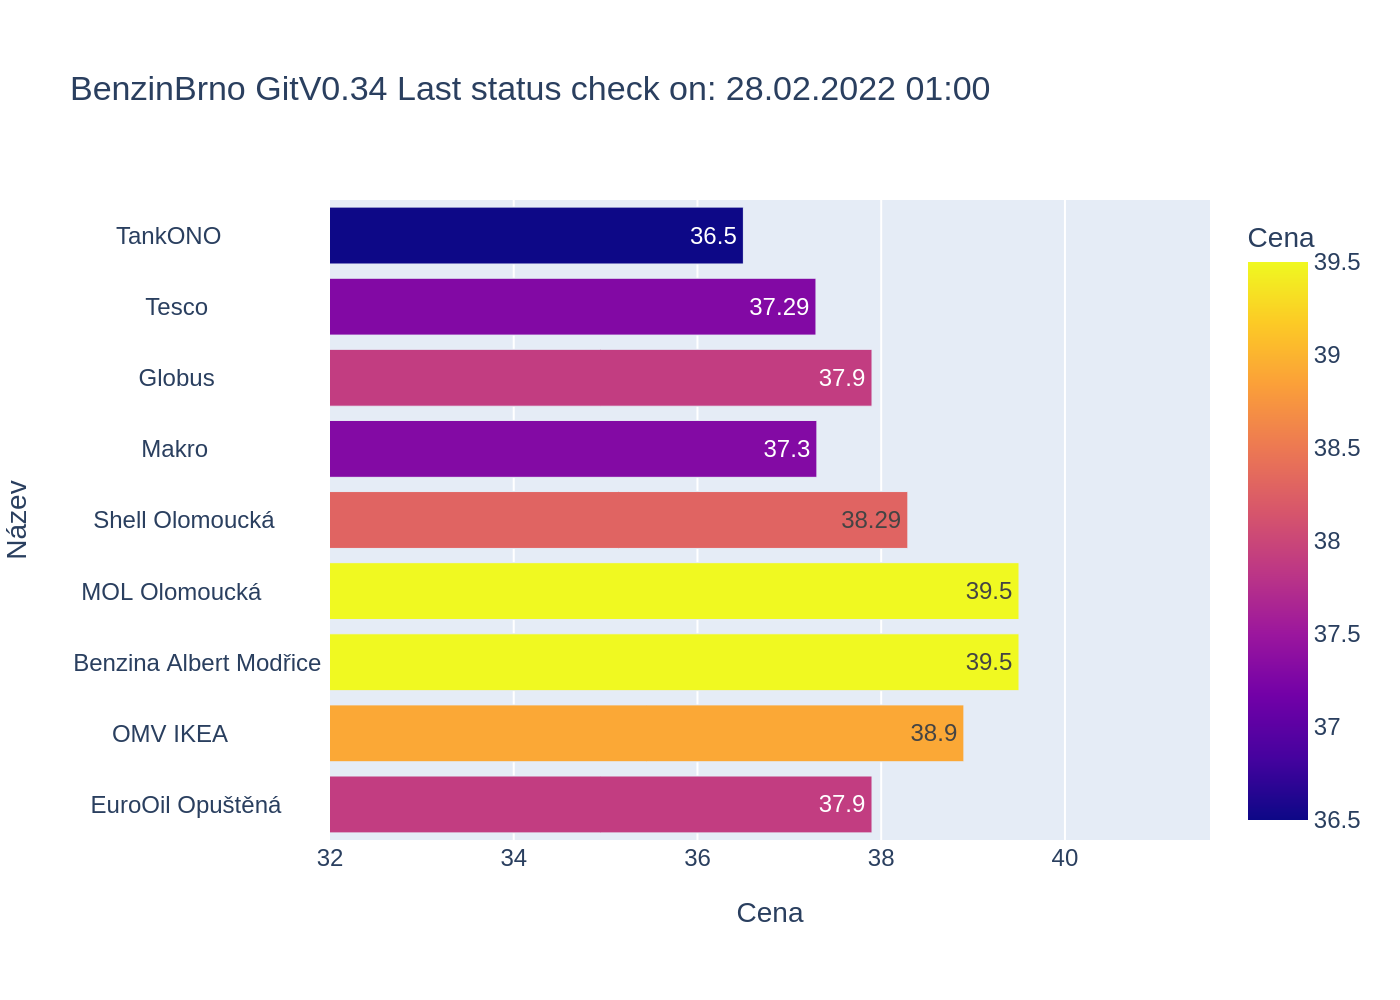 BenzinBrno GitV0.34 Last status check on: 28.02.2022 01:00
TankONO 36.5
Tesco 37.29
Globus 37.9
Makro 37.3
Shell Olomoucká 38.29
MOL Olomoucká 39.5
Benzina Albert Modřice 39.5
OMV IKEA 38.9
EuroOil Opuštěná 37.9
Název
32 34 36 38 40
Cena
Cena
39.5
39
38.5
38
37.5
37
36.5